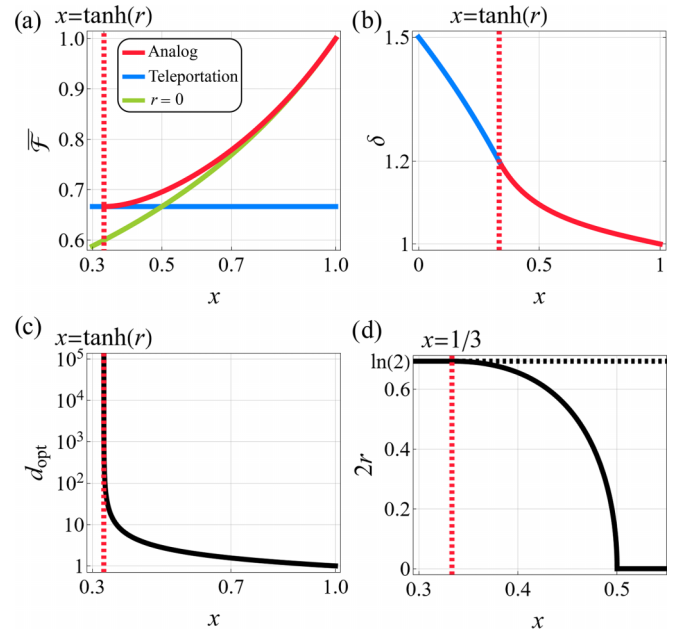 (a)
x=tanh(r)
1.0
0.9
0.8
0.7
0.6
Analog
Teleportation
r = 0
0.3
0.5
0.7
1.0
x
ℱ̅
(b)
x=tanh(r)
1.5
1.2
1
δ
0
0.5
1
x
(c)
x=tanh(r)
10⁵
10⁴
10³
10²
10
1
dₒₚₜ
0.3
0.7
1.0
x
(d)
x=1/3
ln(2)
0.6
0.4
0.2
0
2r
0.3
0.4
0.5
x